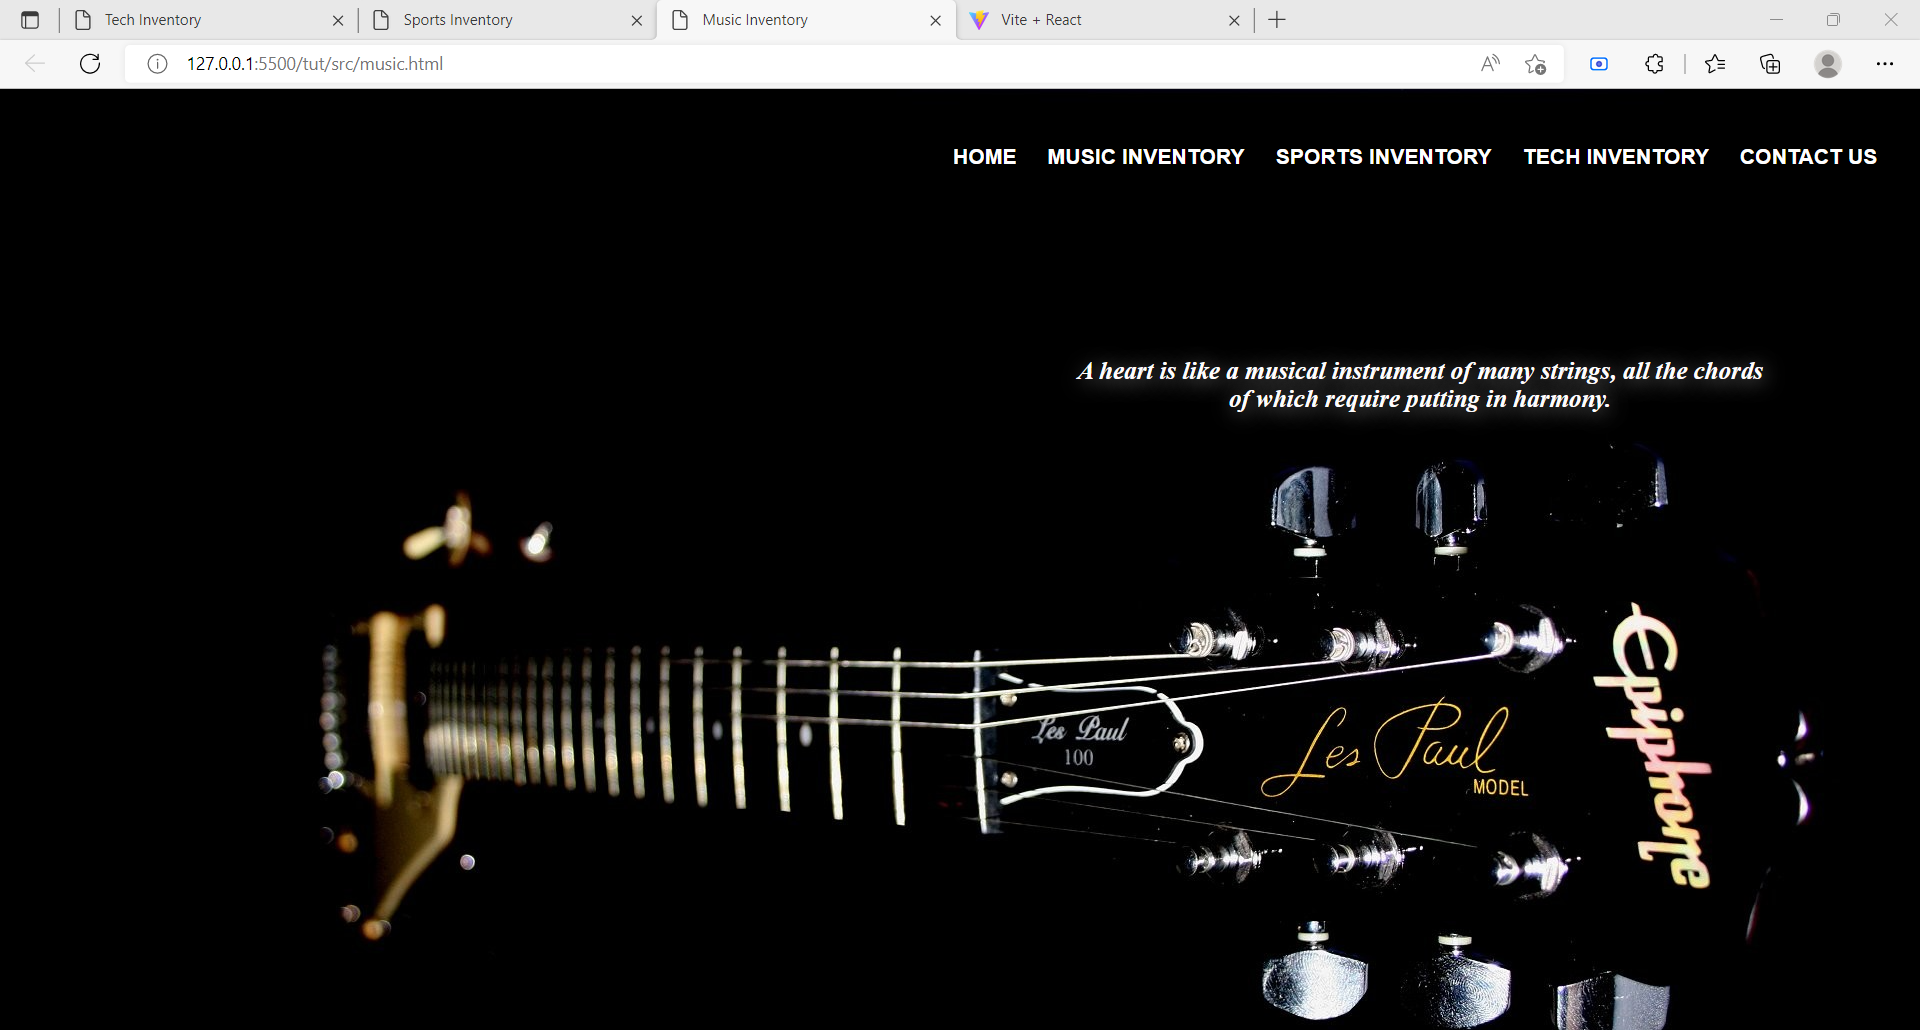 Tech Inventory
Sports Inventory
Music Inventory
Vite + React
127.0.0.1:5500/tut/src/music.html
HOME MUSIC INVENTORY SPORTS INVENTORY TECH INVENTORY CONTACT US
A heart is like a musical instrument of many strings, all the chords
of which require putting in harmony.
Les Paul
100
Les Paul
MODEL
Epiphone